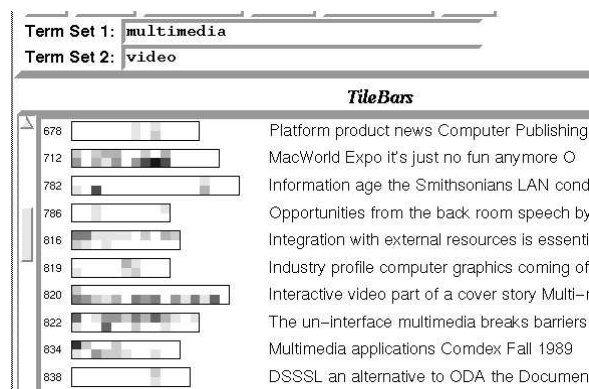 Term Set 1: multimedia
Term Set 2: video
TileBars
678 Platform product news Computer Publishing
712 MacWorld Expo it's just no fun anymore O
782 Information age the Smithsonians LAN cond
786 Opportunities from the back room speech by
816 Integration with external resources is essenti
819 Industry profile computer graphics coming of
820 Interactive video part of a cover story Multi-
822 The un-interface multimedia breaks barriers
834 Multimedia applications Comdex Fall 1989
838 DSSSL an alternative to ODA the Documen